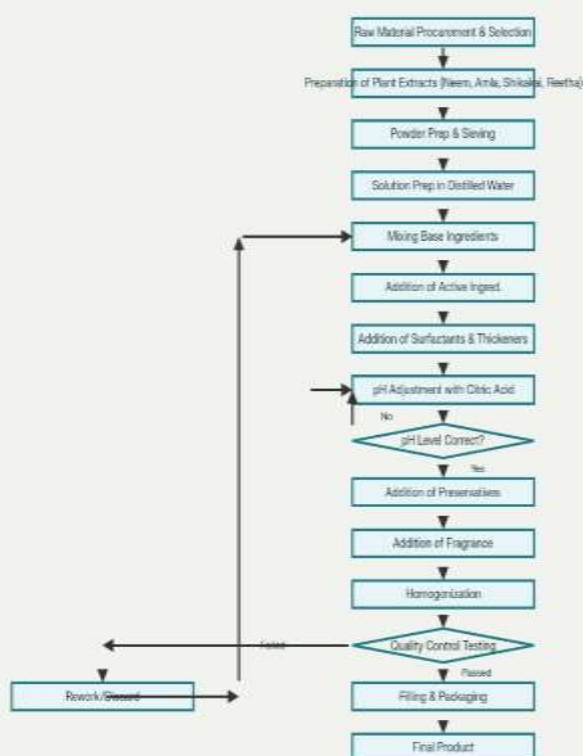 Raw Material Procurement & Selection
Preparation of Plant Extracts (Neem, Amla, Shikakai, Reetha)
Powder Prep & Sieving
Solution Prep in Distilled Water
Mixing Base Ingredients
Addition of Active Ingred.
Addition of Surfactants & Thickeners
pH Adjustment with Citric Acid
No
pH Level Correct?
Yes
Addition of Preservatives
Addition of Fragrance
Homogenization
Failed
Quality Control Testing
Passed
Rework/Discard
Filling & Packaging
Final Product